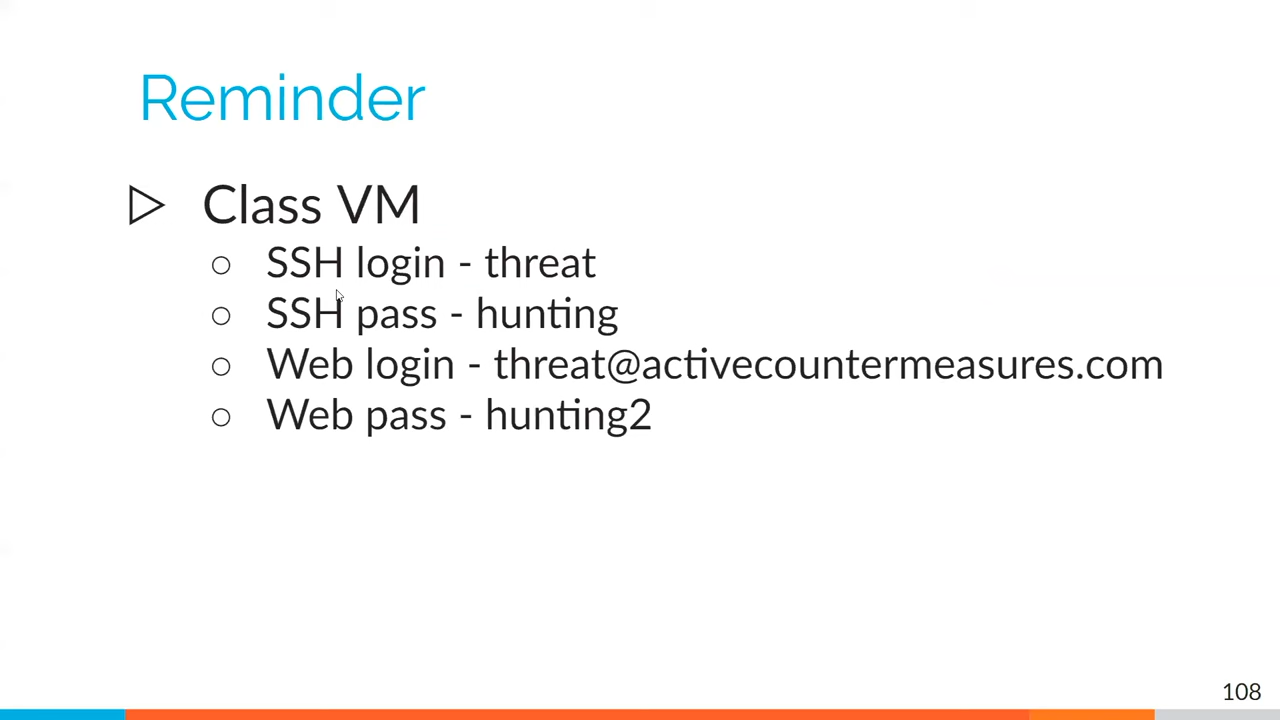 Reminder
Class VM
SSH login - threat
SSH pass - hunting
Web login - threat@activecountermeasures.com
Web pass - hunting2
108